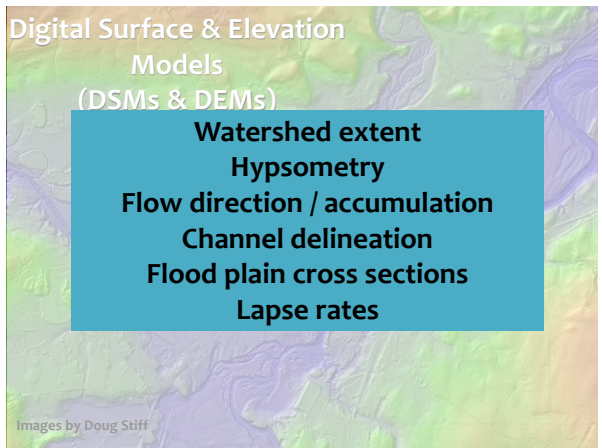 Digital Surface & Elevation
Models
(DSMs & DEMs)
Watershed extent
Hypsometry
Flow direction / accumulation
Channel delineation
Flood plain cross sections
Lapse rates
Images by Doug Stiff